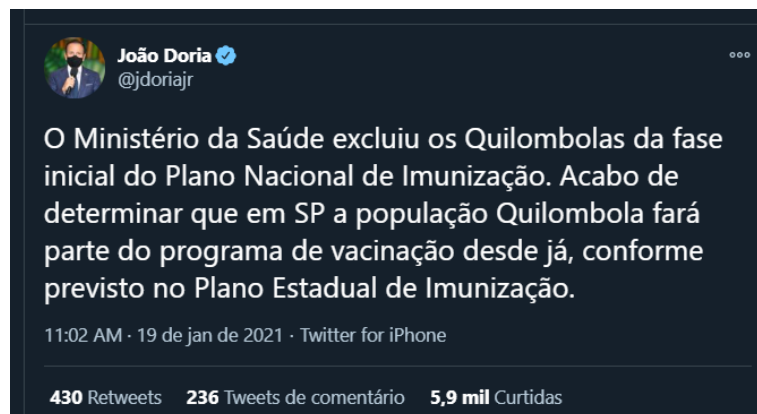 João Doria
@jdoriajr
O Ministério da Saúde excluiu os Quilombolas da fase
inicial do Plano Nacional de Imunização. Acabo de
determinar que em SP a população Quilombola fará
parte do programa de vacinação desde já, conforme
previsto no Plano Estadual de Imunização.
11:02 AM · 19 de jan de 2021 · Twitter for iPhone
430 Retweets 236 Tweets de comentário 5,9 mil Curtidas